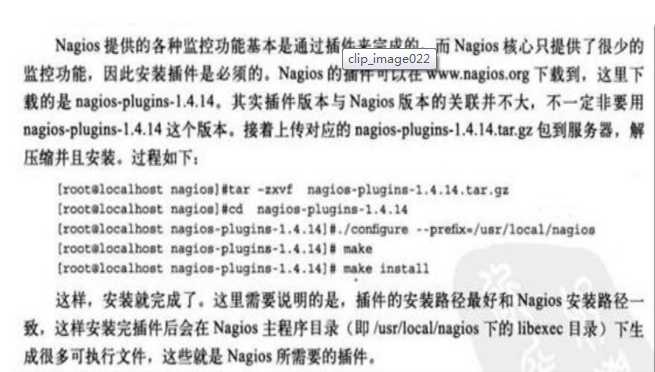 Nagios 提供的各种监控功能基本是通过插件来完成的，而 Nagios 核心只提供了很少的
clip_image022
监控功能，因此安装插件是必须的。Nagios 的插件可以在 www.nagios.org 下载到，这里下
载的是 nagios-plugins-1.4.14。其实插件版本与 Nagios 版本的关联并不大，不一定非要用
nagios-plugins-1.4.14 这个版本。接着上传对应的 nagios-plugins-1.4.14.tar.gz 包到服务器，解
压缩并且安装。过程如下：
[root@localhost nagios]#tar -zxvf nagios-plugins-1.4.14.tar.gz
[root@localhost nagios]#cd nagios-plugins-1.4.14
[root@localhost nagios-plugins-1.4.14]#./configure --prefix=/usr/local/nagios
[root@localhost nagios-plugins-1.4.14]# make
[root@localhost nagios-plugins-1.4.14]# make install
这样，安装就完成了。这里需要说明的是，插件的安装路径最好和 Nagios 安装路径一
致，这样安装完插件后会在 Nagios 主程序目录（即 /usr/local/nagios 下的 libexec 目录）下生
成很多可执行文件，这些就是 Nagios 所需要的插件。